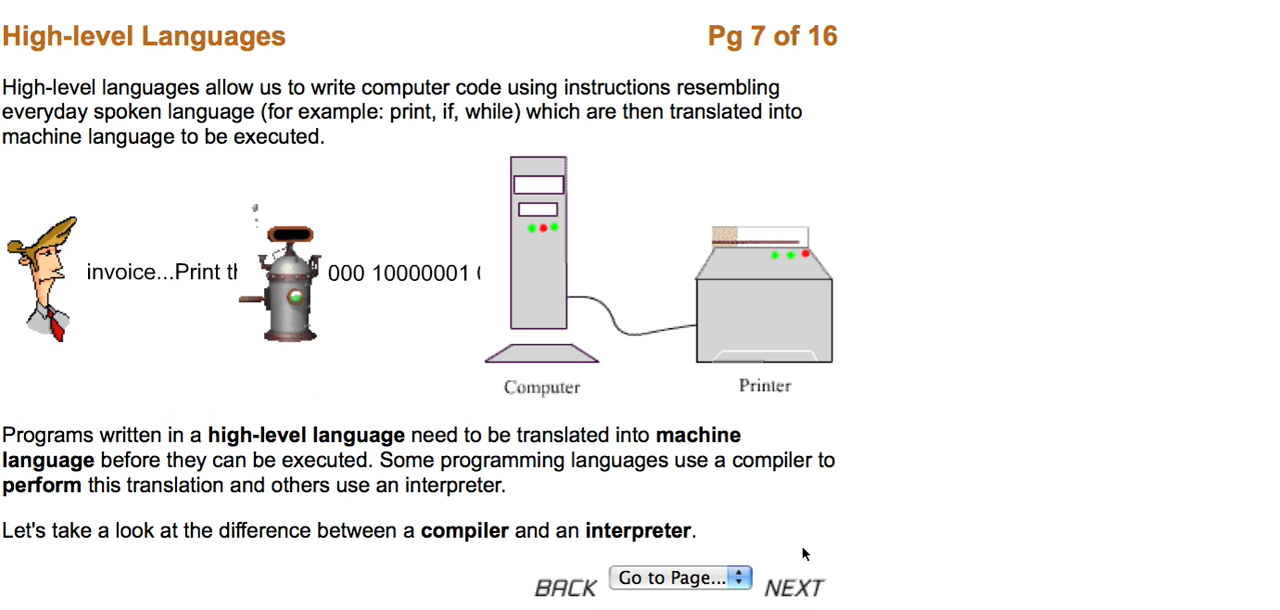 High-level Languages
Pg 7 of 16
High-level languages allow us to write computer code using instructions resembling
everyday spoken language (for example: print, if, while) which are then translated into
machine language to be executed.
invoice...Print th
000 10000001
Computer
Printer
Programs written in a high-level language need to be translated into machine
language before they can be executed. Some programming languages use a compiler to
perform this translation and others use an interpreter.
Let's take a look at the difference between a compiler and an interpreter.
BACK
Go to Page...
NEXT